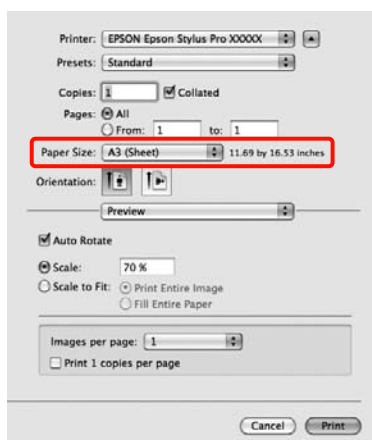 Printer: EPSON Epson Stylus Pro XXXXX
Presets: Standard
Copies: 1 Collated
Pages: All
From: 1 to: 1
Paper Size: A3 (Sheet) 11.69 by 16.53 inches
Orientation:
Preview
Auto Rotate
Scale: 70 %
Scale to Fit: Print Entire Image
Fill Entire Paper
Images per page: 1
Print 1 copies per page
Cancel Print